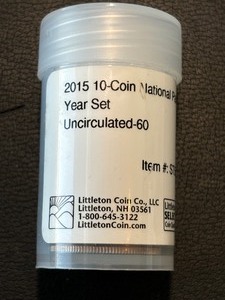 2015 10-Coin National P
Year Set
Uncirculated-60
Item #: S
Littleton Coin Co., LLC
Littleton, NH 03561
1-800-645-3122
LittletonCoin.com